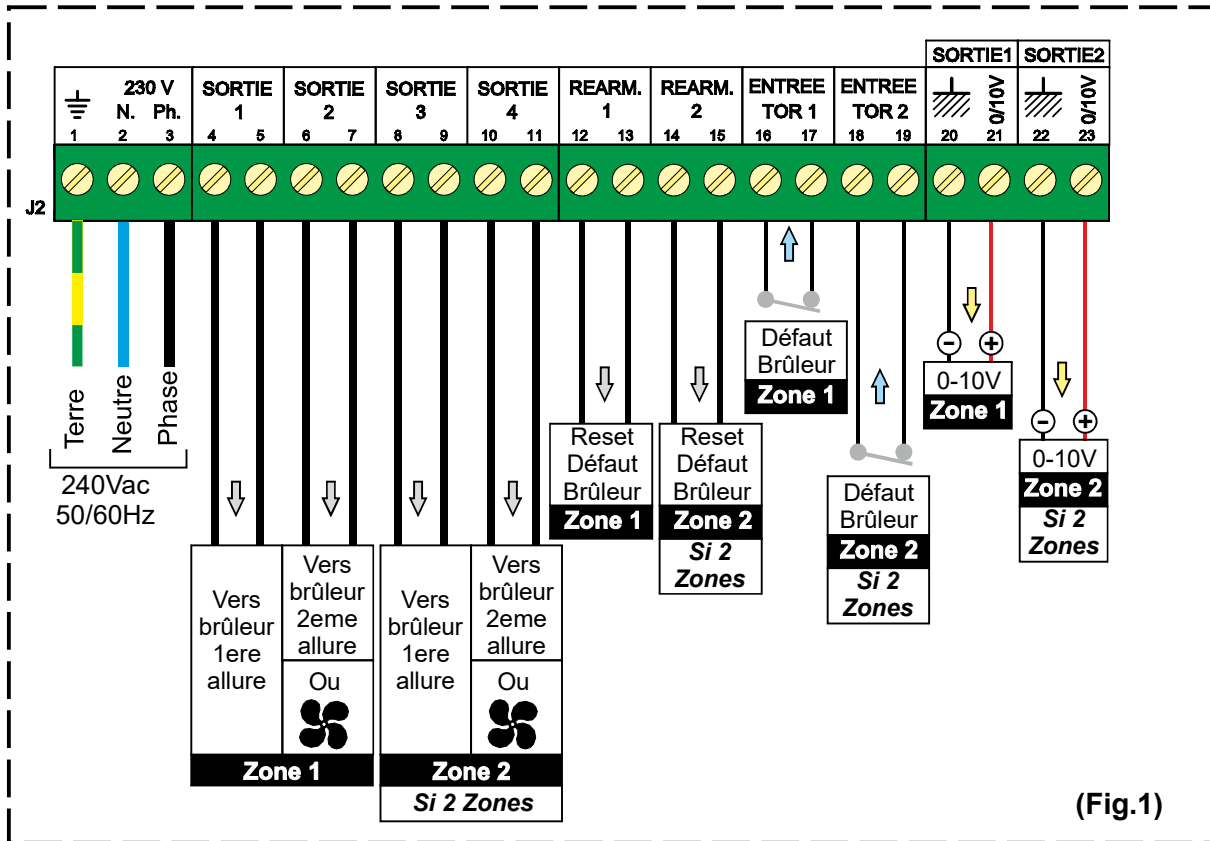 SORTIE1 SORTIE2
230 V
N. Ph.
SORTIE
1
SORTIE
2
SORTIE
3
SORTIE
4
REARM.
1
REARM.
2
ENTREE
TOR 1
ENTREE
TOR 2
0/10V
0/10V
1 2 3 4 5 6 7 8 9 10 11 12 13 14 15 16 17 18 19 20 21 22 23
J2
Terre
Neutre
Phase
240Vac
50/60Hz
Vers
brûleur
1ere
allure
Vers
brûleur
2eme
allure
Ou
Zone 1
Vers
brûleur
1ere
allure
Vers
brûleur
2eme
allure
Ou
Zone 2
Si 2 Zones
Reset
Défaut
Brûleur
Zone 1
Reset
Défaut
Brûleur
Zone 2
Si 2
Zones
Défaut
Brûleur
Zone 1
Défaut
Brûleur
Zone 2
Si 2
Zones
- +
0-10V
Zone 1
- +
0-10V
Zone 2
Si 2
Zones
(Fig.1)